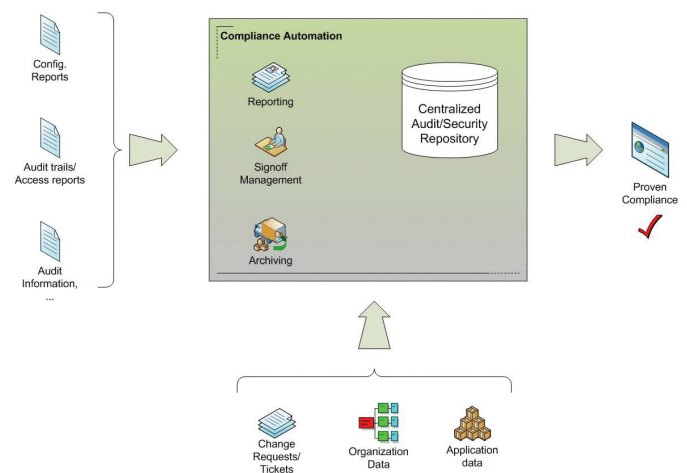 Config.
Reports
Audit trails/
Access reports
Audit
Information,
...
Compliance Automation
Reporting
Signoff
Management
Archiving
Centralized
Audit/Security
Repository
Proven
Compliance
Change
Requests/
Tickets
Organization
Data
Application
data